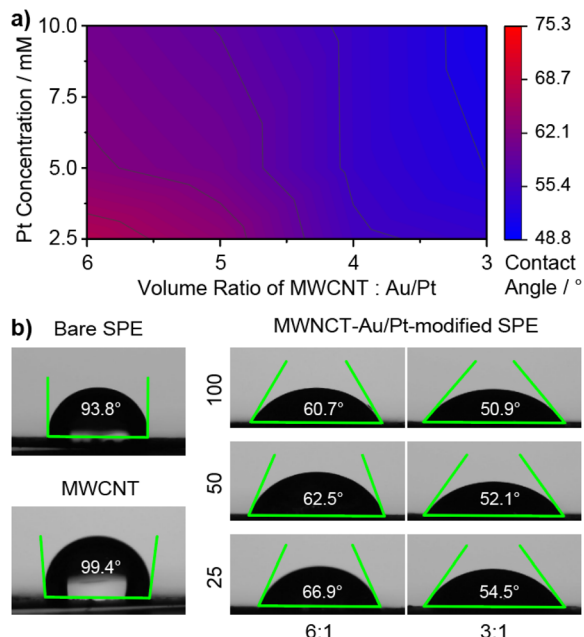 a)
Pt Concentration / mM
10.0
7.5
5.0
2.5
6
5
4
3
Volume Ratio of MWCNT : Au/Pt
75.3
68.7
62.1
55.4
48.8
Contact
Angle / °
b)
Bare SPE
MWNCT-Au/Pt-modified SPE
93.8°
100
60.7°
50.9°
MWCNT
50
62.5°
52.1°
99.4°
25
66.9°
54.5°
6:1
3:1